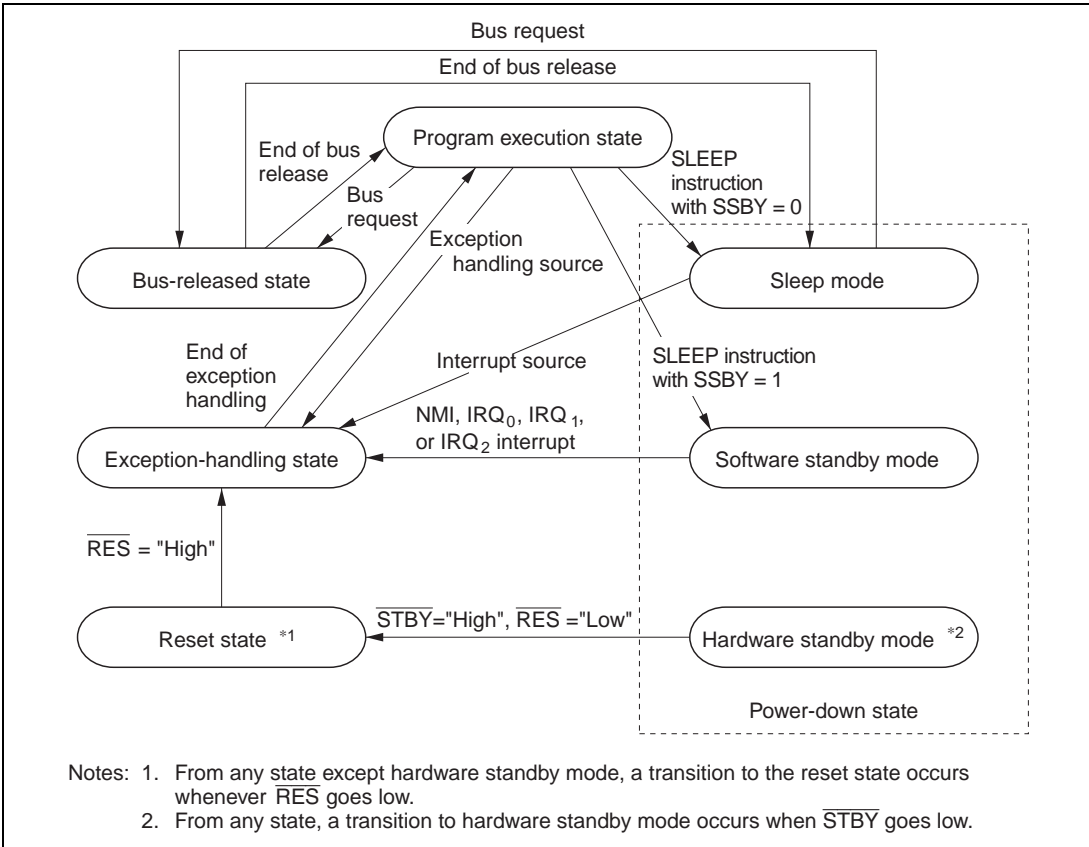 Bus request
End of bus release
Program execution state
End of bus
release
SLEEP
instruction
with SSBY = 0
Bus
request
Exception
handling source
Bus-released state
Sleep mode
End of
exception
handling
Interrupt source
SLEEP instruction
with SSBY = 1
NMI, IRQ₀, IRQ₁,
or IRQ₂ interrupt
Exception-handling state
Software standby mode
R̅E̅S̅ = "High"
S̅T̅B̅Y̅="High", R̅E̅S̅ ="Low"
Reset state *1
Hardware standby mode *2
Power-down state
Notes: 1. From any state except hardware standby mode, a transition to the reset state occurs
whenever R̅E̅S̅ goes low.
2. From any state, a transition to hardware standby mode occurs when S̅T̅B̅Y̅ goes low.